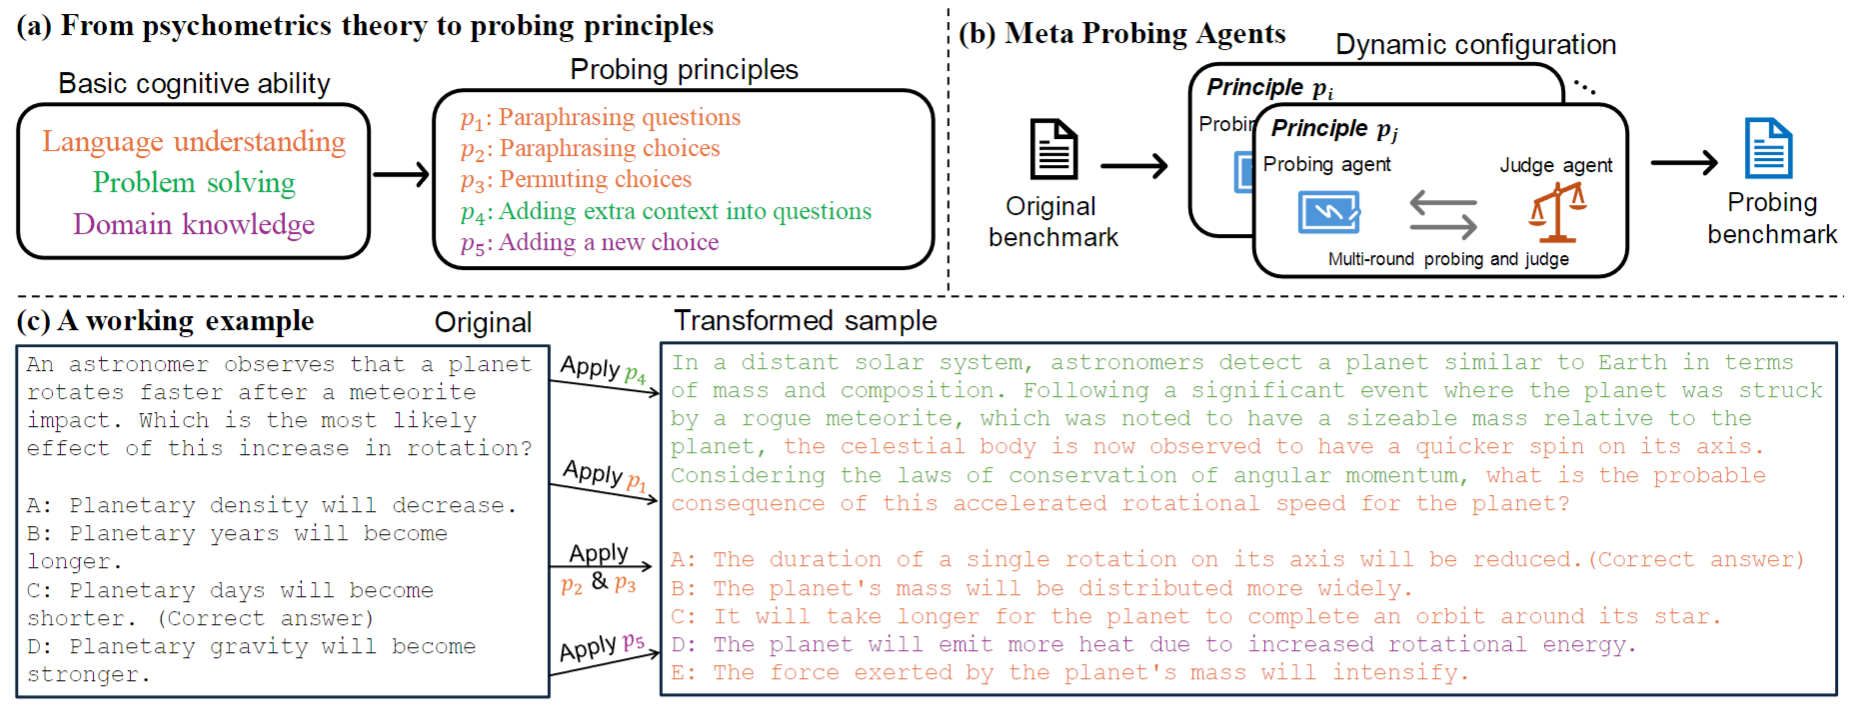 (a) From psychometrics theory to probing principles
Basic cognitive ability
Language understanding
Problem solving
Domain knowledge
Probing principles
p1: Paraphrasing questions
p2: Paraphrasing choices
p3: Permuting choices
p4: Adding extra context into questions
p5: Adding a new choice
(b) Meta Probing Agents
Dynamic configuration
Original
benchmark
Principle pi
Probin
Principle pj
Probing agent
Judge agent
Multi-round probing and judge
Probing
benchmark
(c) A working example
Original
An astronomer observes that a planet
rotates faster after a meteorite
impact. Which is the most likely
effect of this increase in rotation?
A: Planetary density will decrease.
B: Planetary years will become
longer.
C: Planetary days will become
shorter. (Correct answer)
D: Planetary gravity will become
stronger.
Apply p4
Apply p1
Apply
p2 & p3
Apply p5
Transformed sample
In a distant solar system, astronomers detect a planet similar to Earth in terms
of mass and composition. Following a significant event where the planet was struck
by a rogue meteorite, which was noted to have a sizeable mass relative to the
planet, the celestial body is now observed to have a quicker spin on its axis.
Considering the laws of conservation of angular momentum, what is the probable
consequence of this accelerated rotational speed for the planet?
A: The duration of a single rotation on its axis will be reduced.(Correct answer)
B: The planet's mass will be distributed more widely.
C: It will take longer for the planet to complete an orbit around its star.
D: The planet will emit more heat due to increased rotational energy.
E: The force exerted by the planet's mass will intensify.